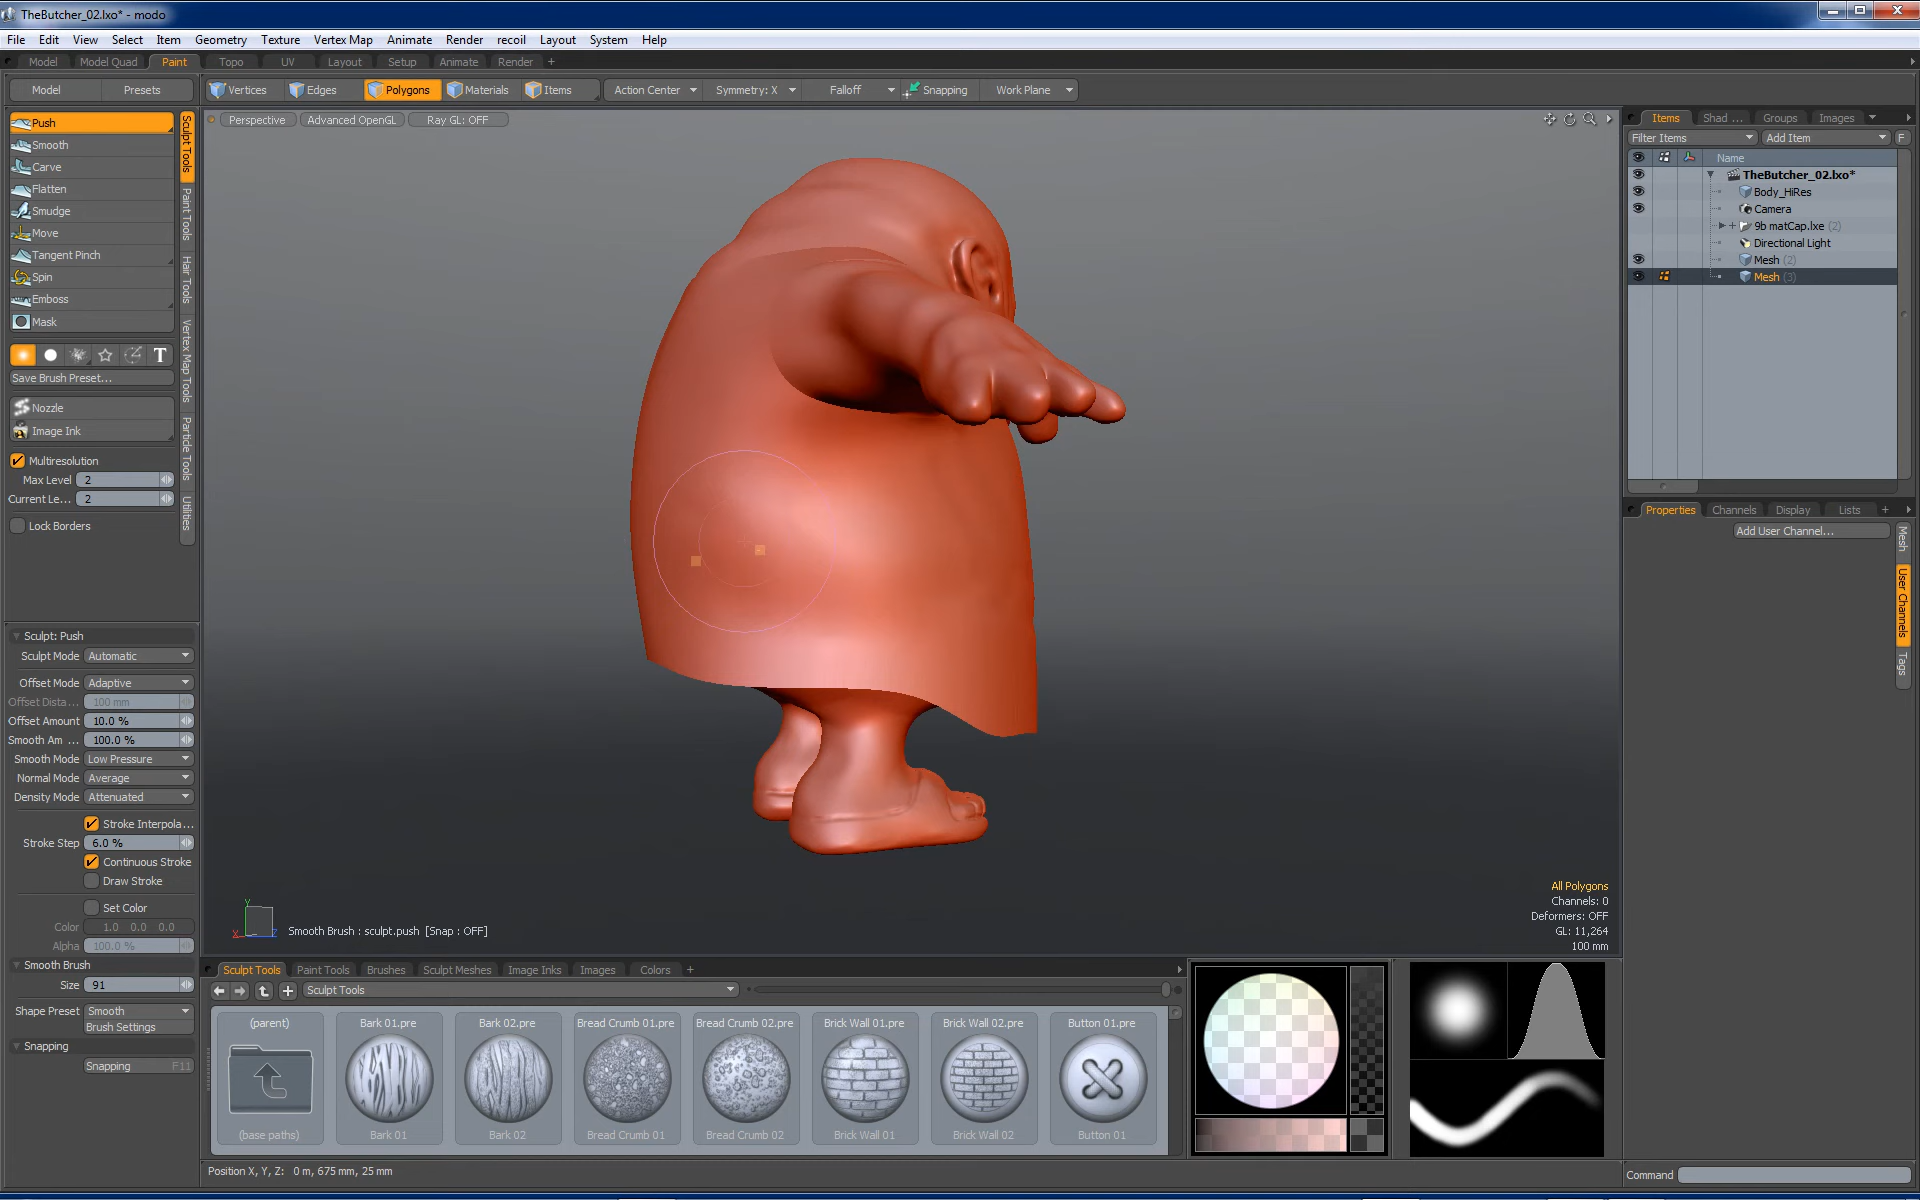 TheButcher_02.lxo* - modo
File Edit View Select Item Geometry Texture Vertex Map Animate Render recoil Layout System Help
Model Model Quad Paint Topo UV Layout Setup Animate Render +
Model Presets Vertices Edges Polygons Materials Items Action Center Symmetry: X Falloff Snapping Work Plane
Push
Smooth
Carve
Flatten
Smudge
Move
Tangent Pinch
Spin
Emboss
Mask
T
Save Brush Preset...
Nozzle
Image Ink
Multiresolution
Max Level 2
Current Le... 2
Lock Borders
Sculpt Tools
Paint Tools
Hair Tools
Vertex Map Tools
Particle Tools
Utilities
Sculpt: Push
Sculpt Mode Automatic
Offset Mode Adaptive
Offset Dista... 100 mm
Offset Amount 10.0 %
Smooth Am ... 100.0 %
Smooth Mode Low Pressure
Normal Mode Average
Density Mode Attenuated
Stroke Interpola...
Stroke Step 6.0 %
Continuous Stroke
Draw Stroke
Set Color
Color 1.0 0.0 0.0
Alpha 100.0 %
Smooth Brush
Size 91
Shape Preset Smooth
Brush Settings
Snapping
Snapping F11
Perspective Advanced OpenGL Ray GL: OFF
Y
X Z
Smooth Brush : sculpt.push [Snap : OFF]
All Polygons
Channels: 0
Deformers: OFF
GL: 11,264
100 mm
Sculpt Tools Paint Tools Brushes Sculpt Meshes Image Inks Images Colors +
Sculpt Tools
(parent) Bark 01.pre Bark 02.pre Bread Crumb 01.pre Bread Crumb 02.pre Brick Wall 01.pre Brick Wall 02.pre Button 01.pre
(base paths) Bark 01 Bark 02 Bread Crumb 01 Bread Crumb 02 Brick Wall 01 Brick Wall 02 Button 01
Position X, Y, Z: 0 m, 675 mm, 25 mm
Items Shad ... Groups Images
Filter Items Add Item F
Name
TheButcher_02.lxo*
Body_HiRes
Camera
9b matCap.lxe (2)
Directional Light
Mesh (2)
Mesh (3)
Properties Channels Display Lists +
Add User Channel...
Mesh
User Channels
Tags
Command